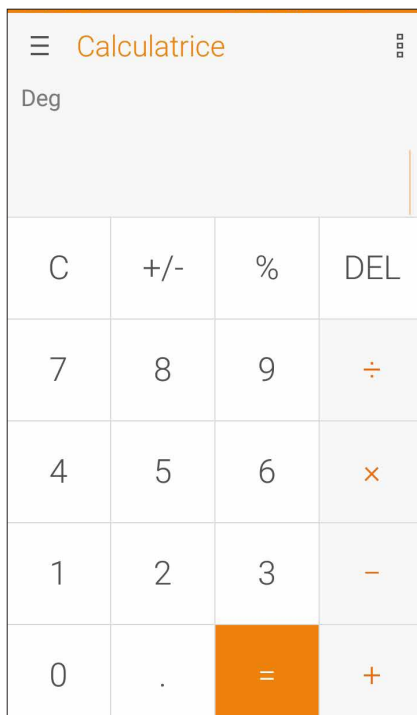 Calculatrice
Deg
C +/- % DEL
7 8 9 ÷
4 5 6 ×
1 2 3 −
0 . = +